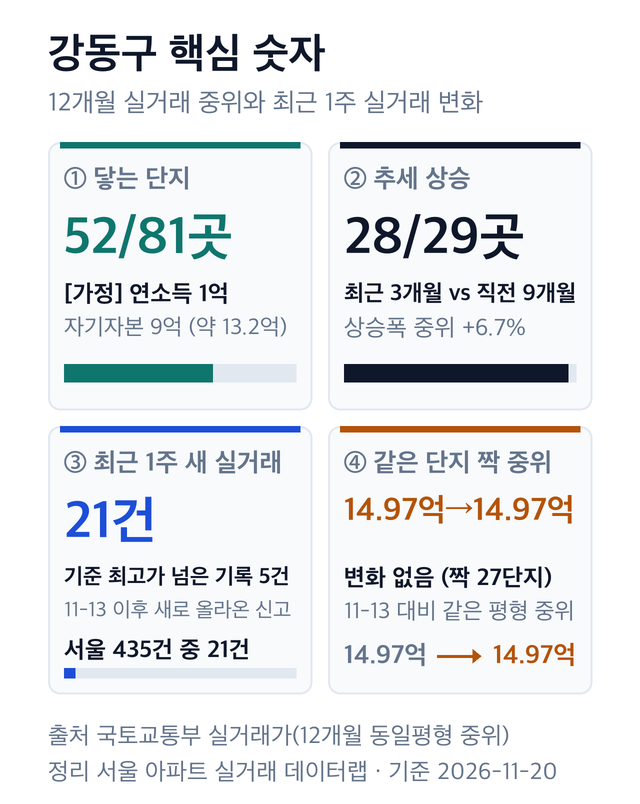 강동구 핵심 숫자
12개월 실거래 중위와 최근 1주 실거래 변화
① 닿는 단지
52/81곳
[가정] 연소득 1억
자기자본 9억 (약 13.2억)
② 추세 상승
28/29곳
최근 3개월 vs 직전 9개월
상승폭 중위 +6.7%
③ 최근 1주 새 실거래
21건
기준 최고가 넘은 기록 5건
11-13 이후 새로 올라온 신고
서울 435건 중 21건
④ 같은 단지 짝 중위
14.97억→14.97억
변화 없음 (짝 27단지)
11-13 대비 같은 평형 중위
14.97억 → 14.97억
출처 국토교통부 실거래가(12개월 동일평형 중위)
정리 서울 아파트 실거래 데이터랩 · 기준 2026-11-20